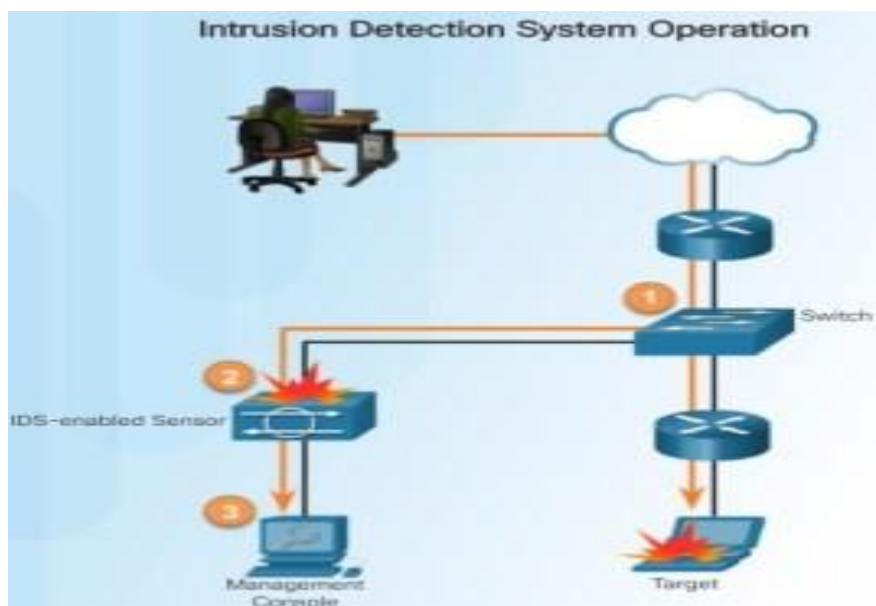 Intrusion Detection System Operation
1
Switch
2
IDS-enabled Sensor
3
Management
Console
Target